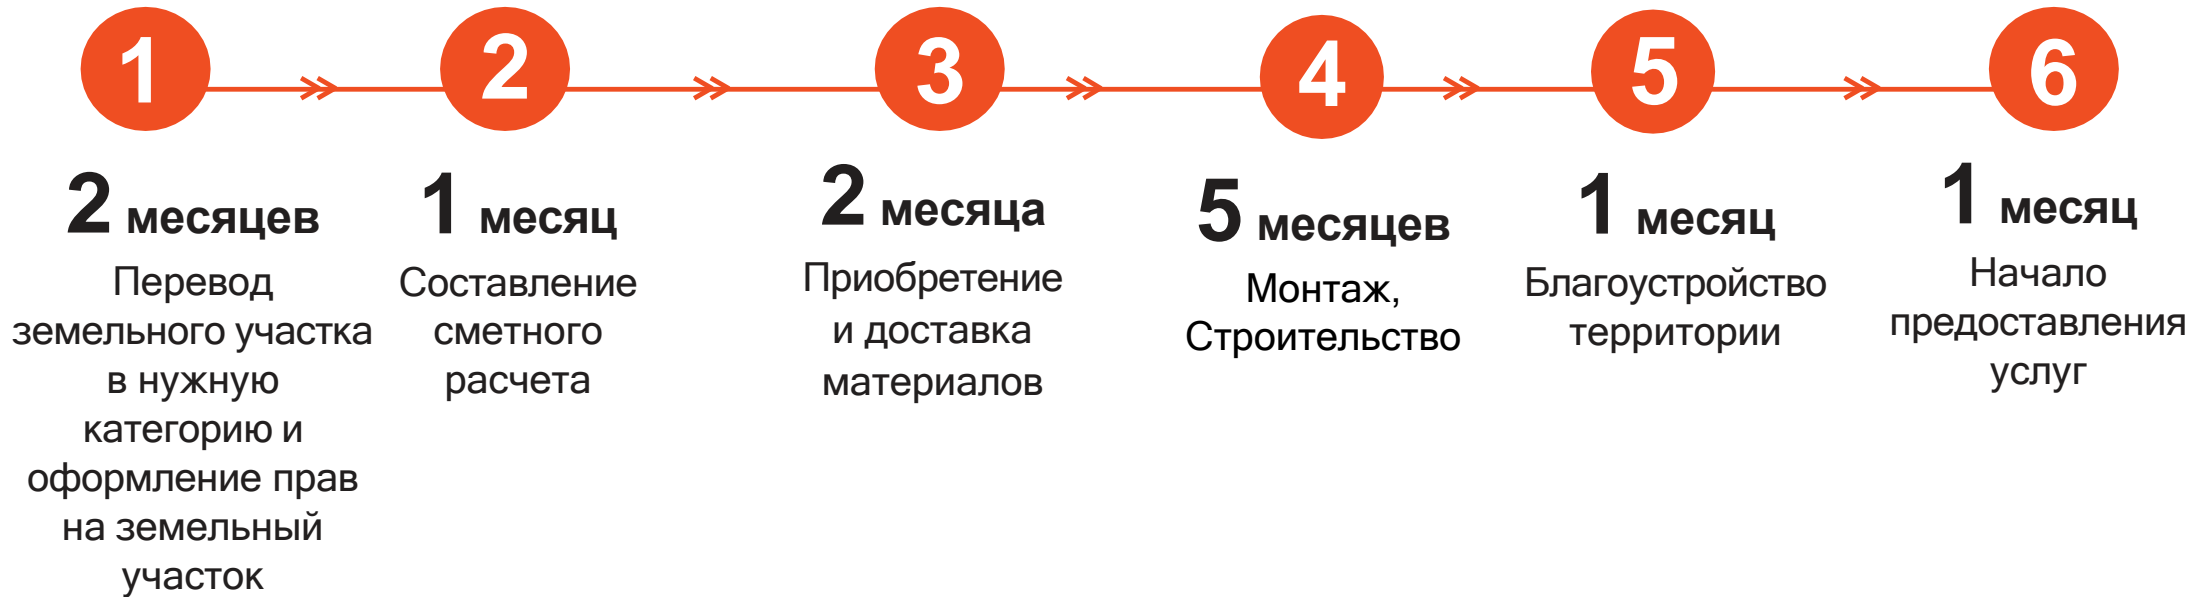 1
2 месяцев
Перевод
земельного участка
в нужную
категорию и
оформление прав
на земельный
участок
2
1 месяц
Составление
сметного
расчета
3
2 месяца
Приобретение
и доставка
материалов
4
5 месяцев
Монтаж,
Строительство
5
1 месяц
Благоустройство
территории
6
1 месяц
Начало
предоставления
услуг